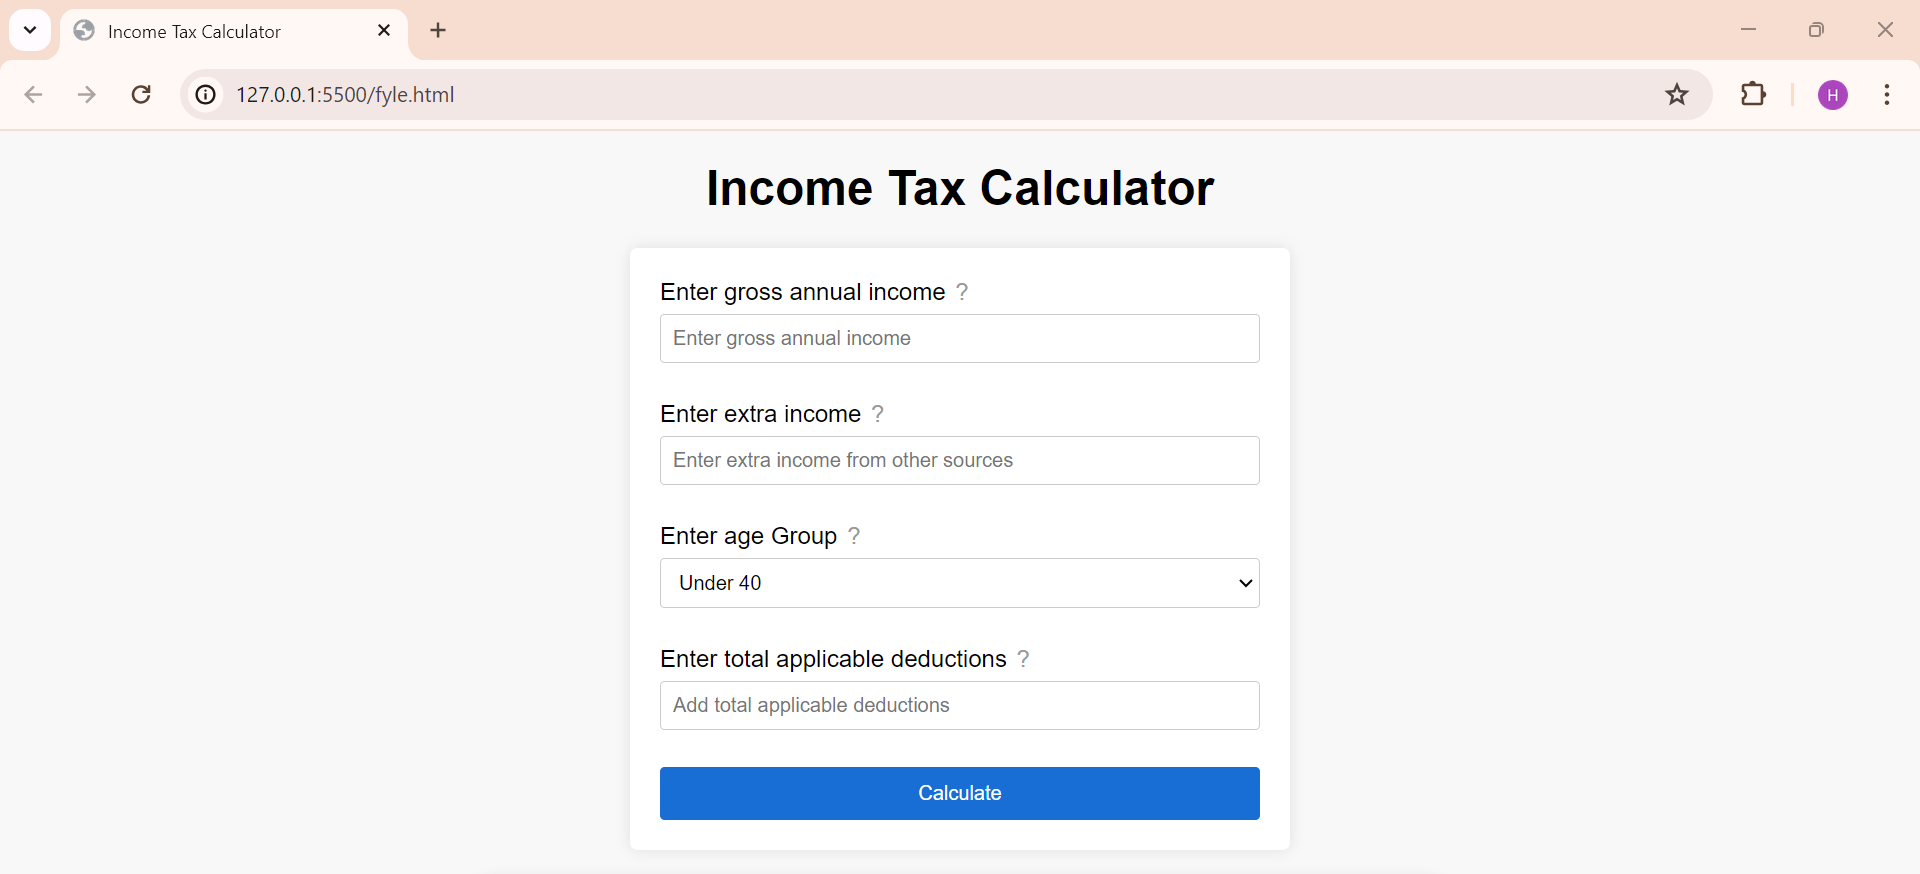 Income Tax Calculator
127.0.0.1:5500/fyle.html
H
Income Tax Calculator
Enter gross annual income ?
Enter gross annual income
Enter extra income ?
Enter extra income from other sources
Enter age Group ?
Under 40
Enter total applicable deductions ?
Add total applicable deductions
Calculate